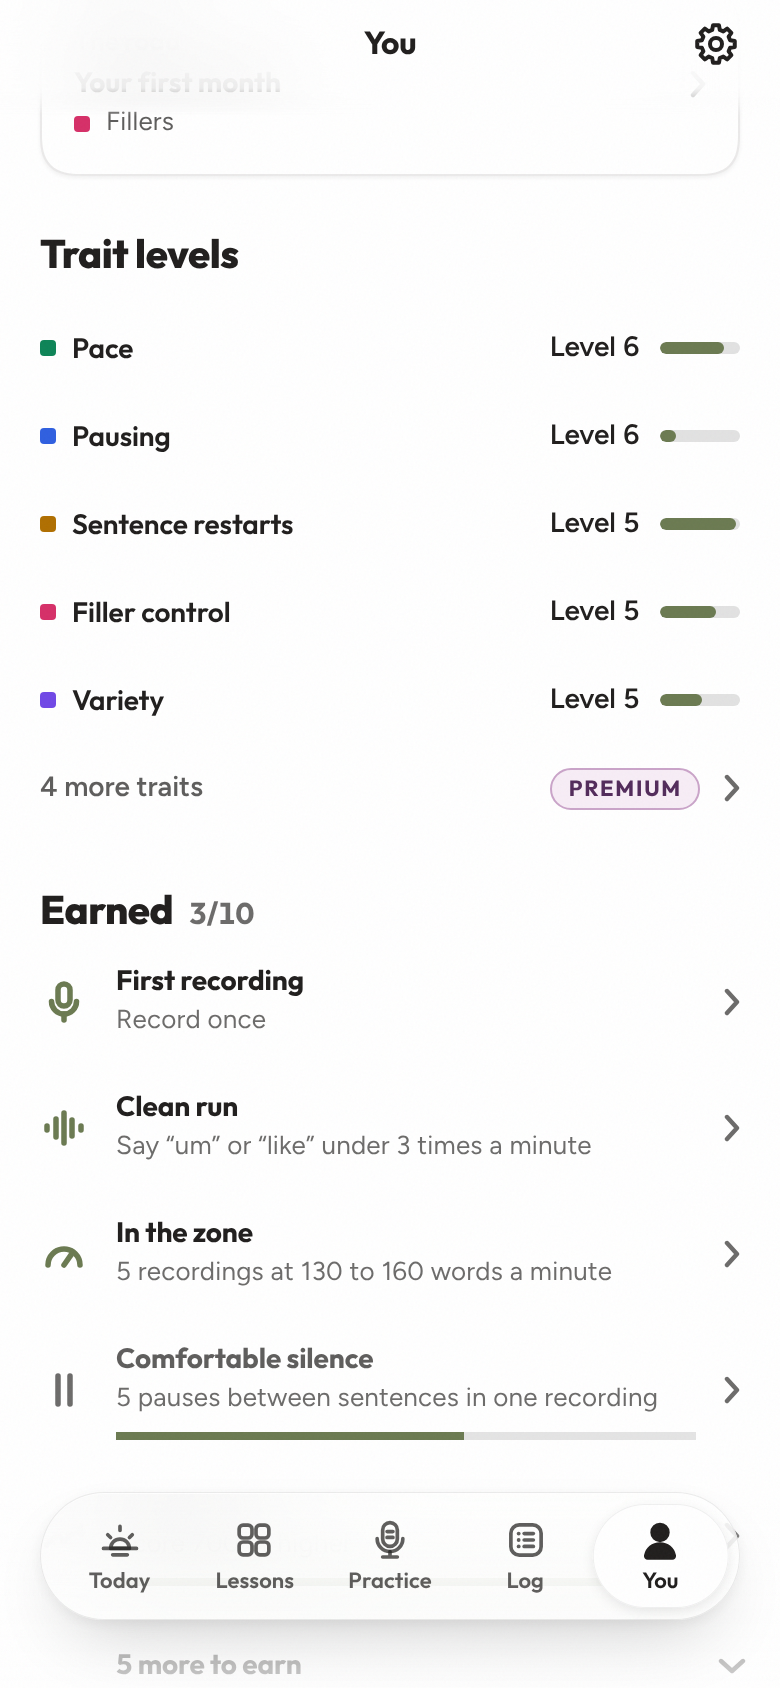 You
Your first month
Fillers
Trait levels
Pace
Level 6
Pausing
Level 6
Sentence restarts
Level 5
Filler control
Level 5
Variety
Level 5
4 more traits
PREMIUM
Earned 3/10
First recording
Record once
Clean run
Say “um” or “like” under 3 times a minute
In the zone
5 recordings at 130 to 160 words a minute
Comfortable silence
5 pauses between sentences in one recording
Today
Lessons
Practice
Log
You
5 more to earn